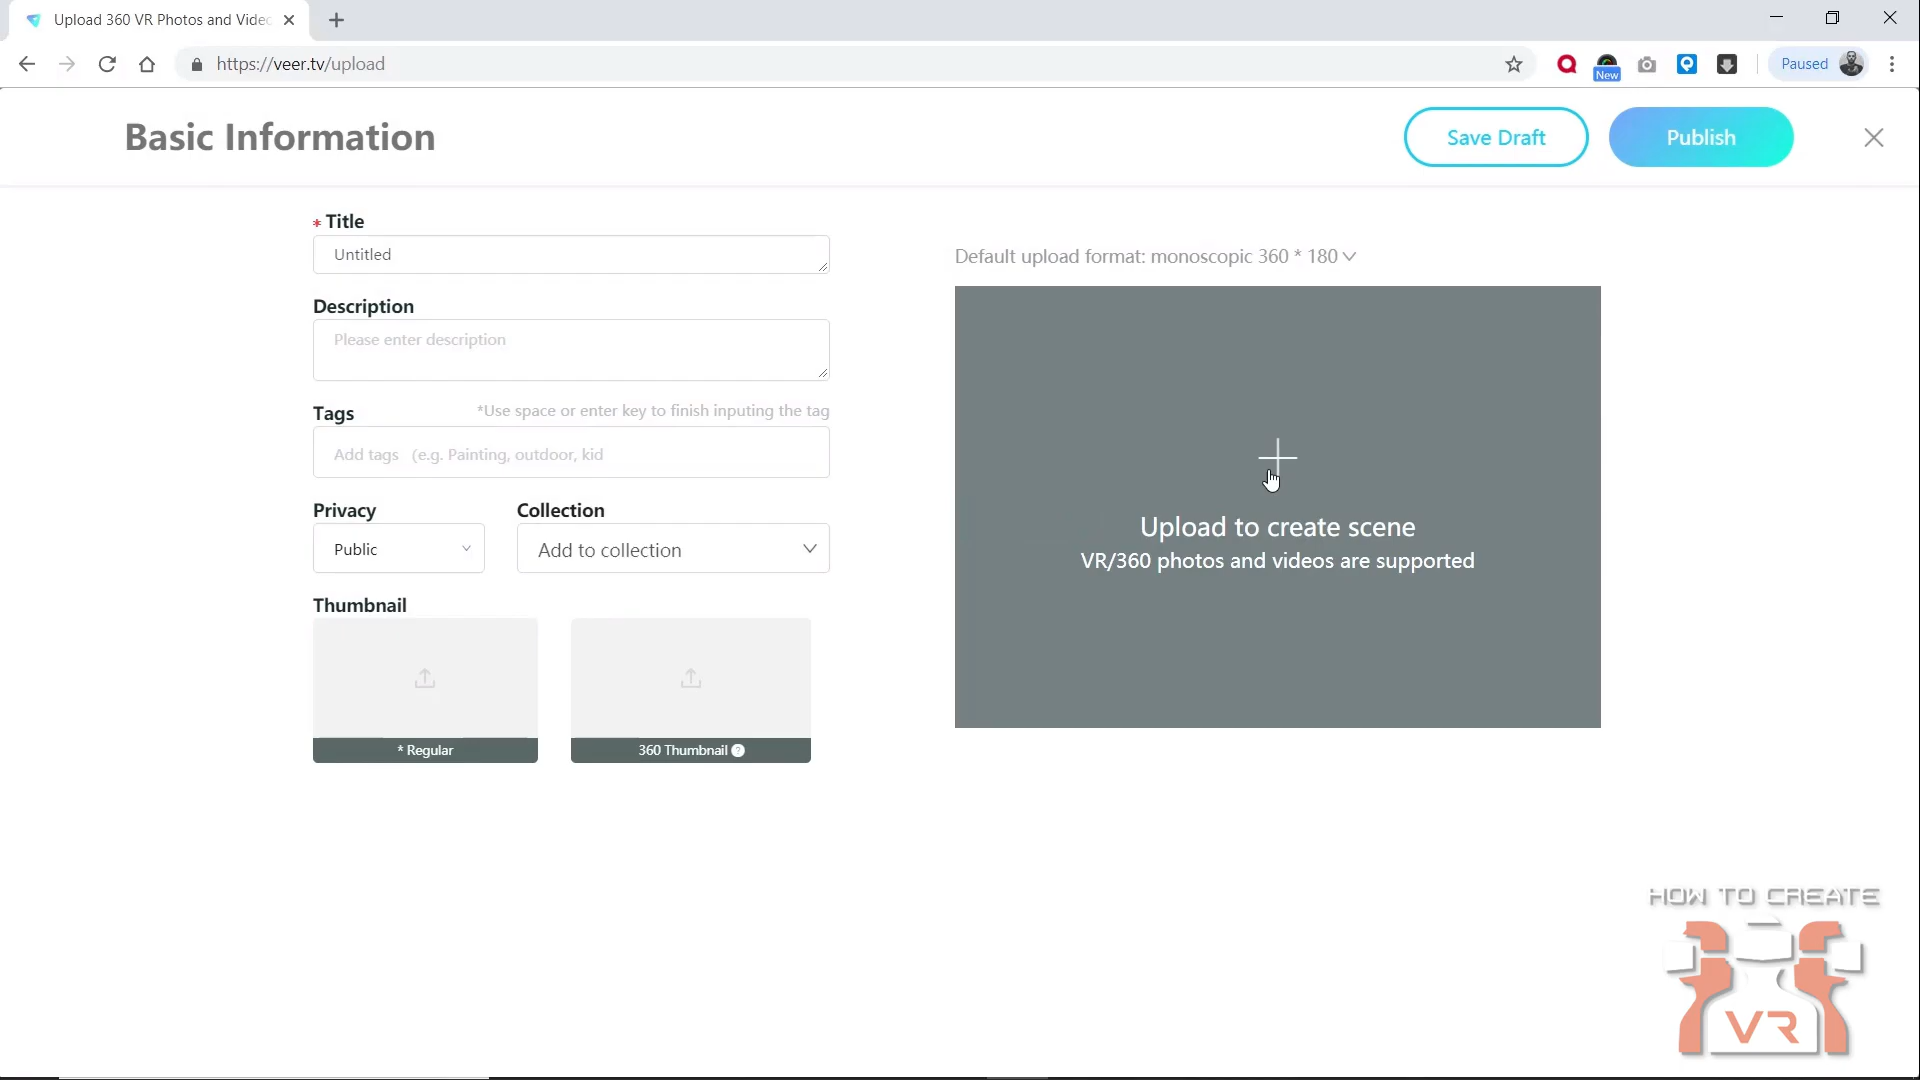 Upload 360 VR Photos and Vide
https://veer.tv/upload
New
Paused
Basic Information
Save Draft
Publish
* Title
Untitled
Default upload format: monoscopic 360 * 180
Description
Please enter description
Tags
*Use space or enter key to finish inputing the tag
Add tags (e.g. Painting, outdoor, kid
Upload to create scene
VR/360 photos and videos are supported
Privacy
Collection
Public
Add to collection
Thumbnail
* Regular
360 Thumbnail ?
HOW TO CREATE
VR